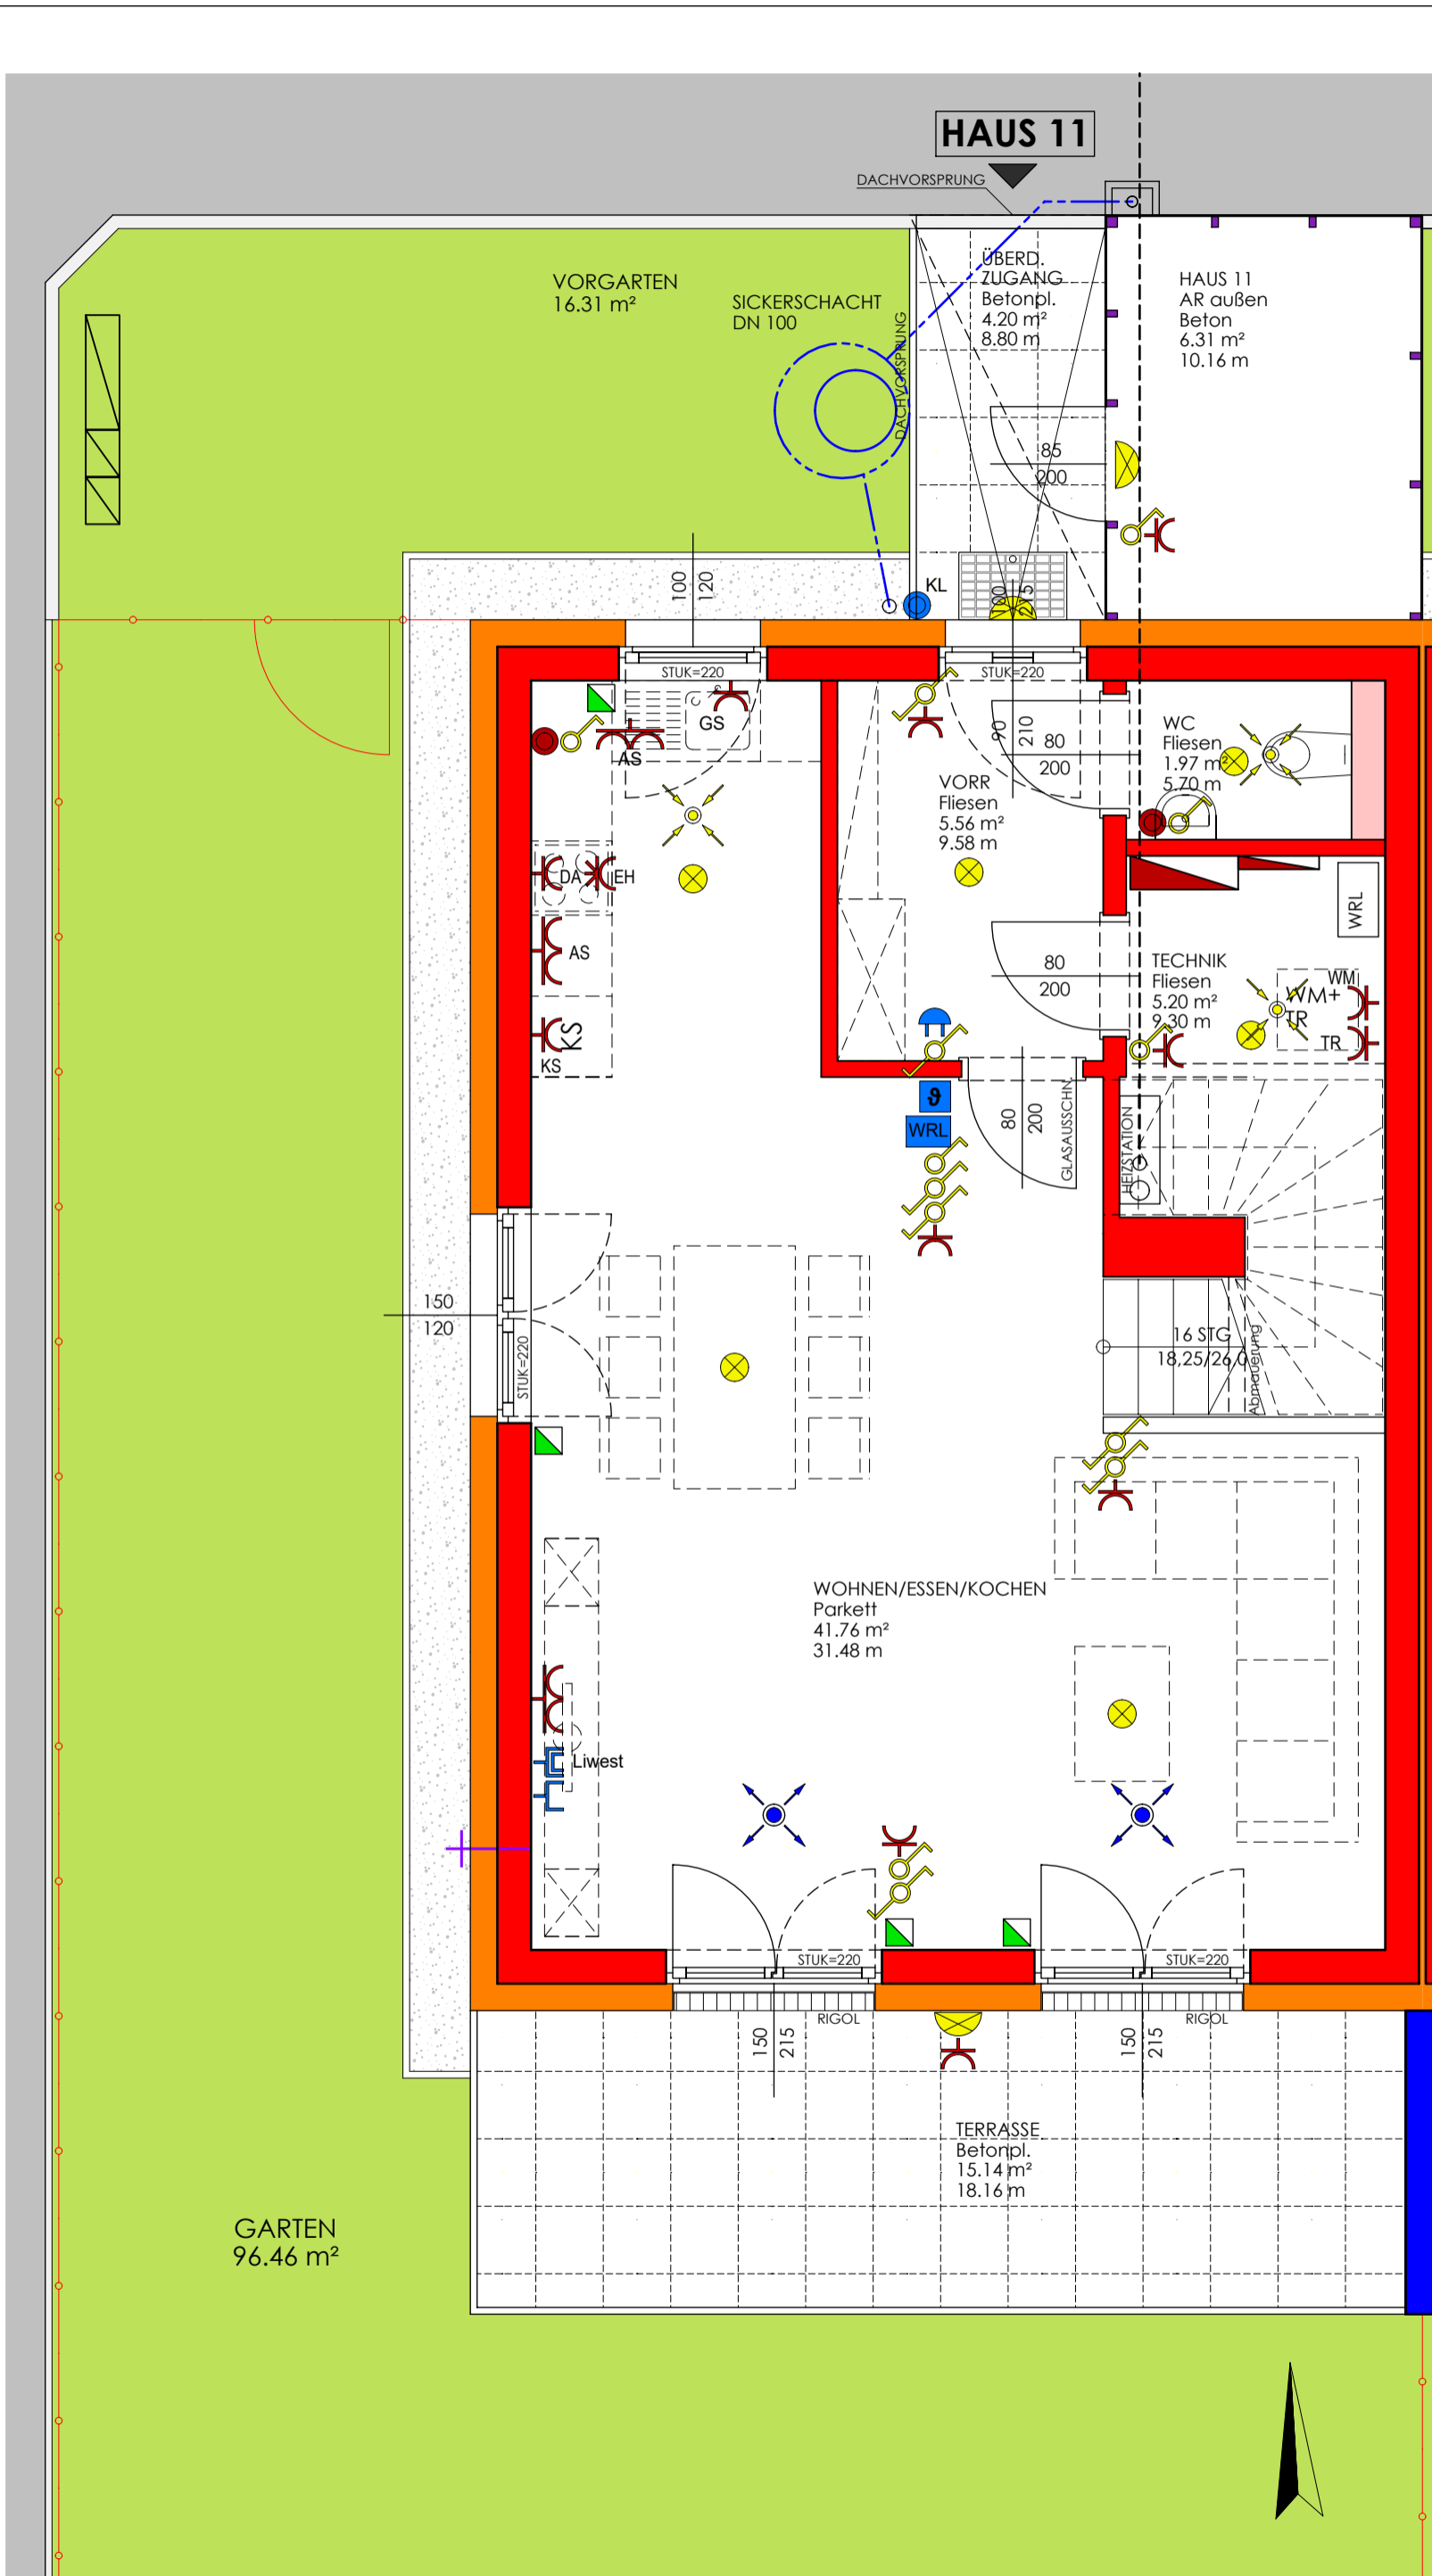 HAUS 11
DACHVORSPRUNG
VORGARTEN
16.31 m²
SICKERSCHACHT
DN 100
DACHVORSPRUNG
ÜBERD.
ZUGANG
Betonpl.
4.20 m²
8.80 m
HAUS 11
AR außen
Beton
6.31 m²
10.16 m
85
200
100
120
KL
100
215
STUK=220
STUK=220
GS
AS
90
210
80
200
WC
Fliesen
1.97 m²
5.70 m
VORR
Fliesen
5.56 m²
9.58 m
DA
EH
AS
KS
KS
80
200
TECHNIK
Fliesen
5.20 m²
9.30 m
WRL
WM
WM+
TR
TR
ϑ
WRL
80
200
GLASAUSSCHN.
HEIZSTATION
150
120
STUK=220
16 STG
18,25/26,0
Abmauerung
WOHNEN/ESSEN/KOCHEN
Parkett
41.76 m²
31.48 m
Liwest
STUK=220
STUK=220
RIGOL
RIGOL
150
215
150
215
TERRASSE
Betonpl.
15.14 m²
18.16 m
GARTEN
96.46 m²